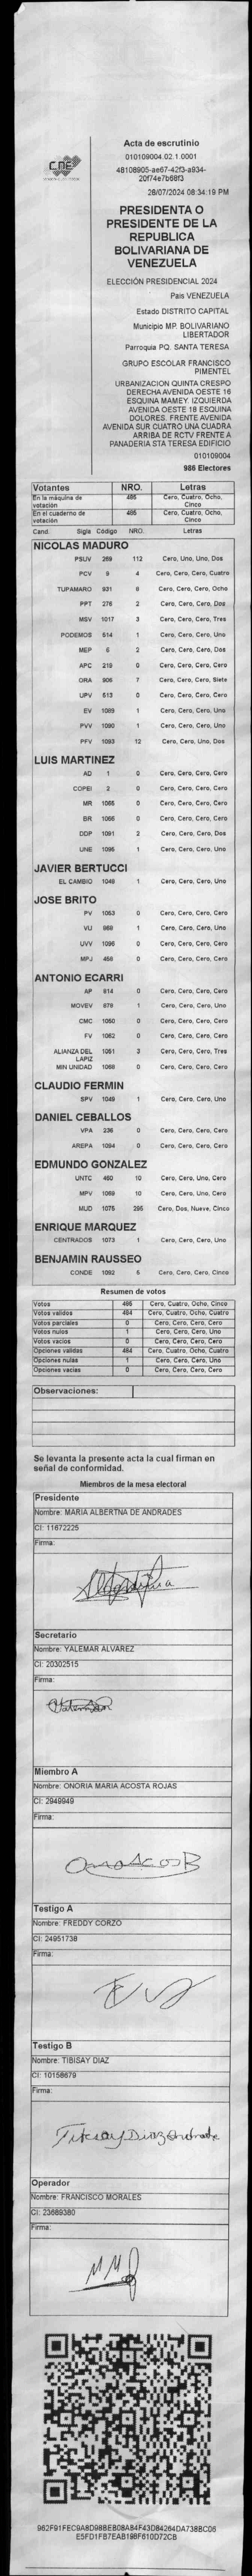 CNE
Acta de escrutinio
010109004.02.1.0001
48108905-ae67-42f3-a934-
20f74e7b68f3
28/07/2024 08:34:19 PM
PRESIDENTA O
PRESIDENTE DE LA
REPUBLICA
BOLIVARIANA DE
VENEZUELA
ELECCIÓN PRESIDENCIAL 2024
Pais VENEZUELA
Estado DISTRITO CAPITAL
Municipio MP. BOLIVARIANO
LIBERTADOR
Parroquia PQ. SANTA TERESA
GRUPO ESCOLAR FRANCISCO
PIMENTEL
URBANIZACION QUINTA CRESPO
DERECHA AVENIDA OESTE 16
ESQUINA MAMEY. IZQUIERDA
AVENIDA OESTE 18 ESQUINA
DOLORES. FRENTE AVENIDA
AVENIDA SUR CUATRO UNA CUADRA
ARRIBA DE RCTV FRENTE A
PANADERIA STA TERESA EDIFICIO
010109004
986 Electores
Votantes NRO. Letras
En la máquina de votación 485 Cero, Cuatro, Ocho, Cinco
En el cuaderno de votación 485 Cero, Cuatro, Ocho, Cinco
Cand. Sigla Código NRO. Letras
NICOLAS MADURO
PSUV 269 112 Cero, Uno, Uno, Dos
PCV 9 4 Cero, Cero, Cero, Cuatro
TUPAMARO 931 8 Cero, Cero, Cero, Ocho
PPT 276 2 Cero, Cero, Cero, Dos
MSV 1017 3 Cero, Cero, Cero, Tres
PODEMOS 514 1 Cero, Cero, Cero, Uno
MEP 6 2 Cero, Cero, Cero, Dos
APC 219 0 Cero, Cero, Cero, Cero
ORA 906 7 Cero, Cero, Cero, Siete
UPV 513 0 Cero, Cero, Cero, Cero
EV 1089 1 Cero, Cero, Cero, Uno
PVV 1090 1 Cero, Cero, Cero, Uno
PFV 1093 12 Cero, Cero, Uno, Dos
LUIS MARTINEZ
AD 1 0 Cero, Cero, Cero, Cero
COPEI 2 0 Cero, Cero, Cero, Cero
MR 1065 0 Cero, Cero, Cero, Cero
BR 1066 0 Cero, Cero, Cero, Cero
DDP 1091 2 Cero, Cero, Cero, Dos
UNE 1095 1 Cero, Cero, Cero, Uno
JAVIER BERTUCCI
EL CAMBIO 1048 1 Cero, Cero, Cero, Uno
JOSE BRITO
PV 1053 0 Cero, Cero, Cero, Cero
VU 969 1 Cero, Cero, Cero, Uno
UVV 1096 0 Cero, Cero, Cero, Cero
MPJ 458 0 Cero, Cero, Cero, Cero
ANTONIO ECARRI
AP 814 0 Cero, Cero, Cero, Cero
MOVEV 878 1 Cero, Cero, Cero, Uno
CMC 1050 0 Cero, Cero, Cero, Cero
FV 1062 0 Cero, Cero, Cero, Cero
ALIANZA DEL LAPIZ 1051 3 Cero, Cero, Cero, Tres
MIN UNIDAD 1068 0 Cero, Cero, Cero, Cero
CLAUDIO FERMIN
SPV 1049 1 Cero, Cero, Cero, Uno
DANIEL CEBALLOS
VPA 236 0 Cero, Cero, Cero, Cero
AREPA 1094 0 Cero, Cero, Cero, Cero
EDMUNDO GONZALEZ
UNTC 460 10 Cero, Cero, Uno, Cero
MPV 1069 10 Cero, Cero, Uno, Cero
MUD 1075 295 Cero, Dos, Nueve, Cinco
ENRIQUE MARQUEZ
CENTRADOS 1073 1 Cero, Cero, Cero, Uno
BENJAMIN RAUSSEO
CONDE 1092 5 Cero, Cero, Cero, Cinco
Resumen de votos
Votos 485 Cero, Cuatro, Ocho, Cinco
Votos validos 484 Cero, Cuatro, Ocho, Cuatro
Votos parciales 0 Cero, Cero, Cero, Cero
Votos nulos 1 Cero, Cero, Cero, Uno
Votos vacios 0 Cero, Cero, Cero, Cero
Opciones validas 484 Cero, Cuatro, Ocho, Cuatro
Opciones nulas 1 Cero, Cero, Cero, Uno
Opciones vacias 0 Cero, Cero, Cero, Cero
Observaciones:
Se levanta la presente acta la cual firman en
señal de conformidad.
Miembros de la mesa electoral
Presidente
Nombre: MARIA ALBERTNA DE ANDRADES
CI: 11672225
Firma:
Secretario
Nombre: YALEMAR ALVAREZ
CI: 20302515
Firma:
Miembro A
Nombre: ONORIA MARIA ACOSTA ROJAS
CI: 2949949
Firma:
Testigo A
Nombre: FREDDY CORZO
CI: 24951738
Firma:
Testigo B
Nombre: TIBISAY DIAZ
CI: 10158679
Firma:
Operador
Nombre: FRANCISCO MORALES
CI: 23689380
Firma:
962F91FEC9A8D98BEB08A84F43D84264DA738BC06
E5FD1FB7EAB198F610D72CB